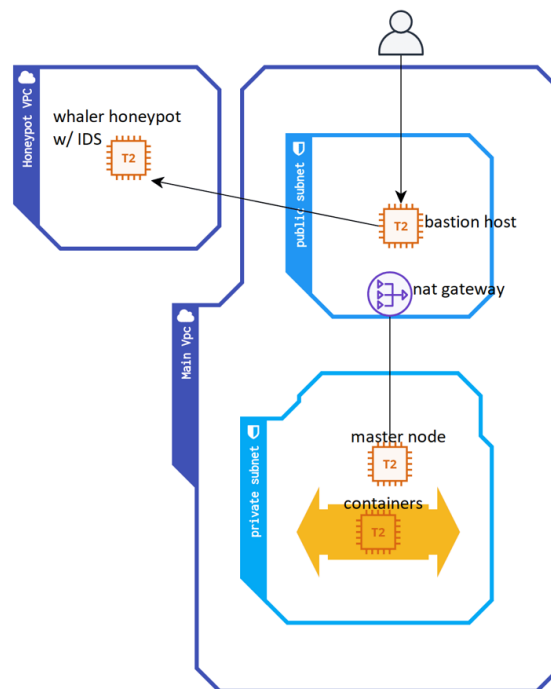 Honeypot VPC
whaler honeypot
w/ IDS
T2
public subnet
T2
bastion host
nat gateway
Main Vpc
private subnet
master node
T2
containers
T2